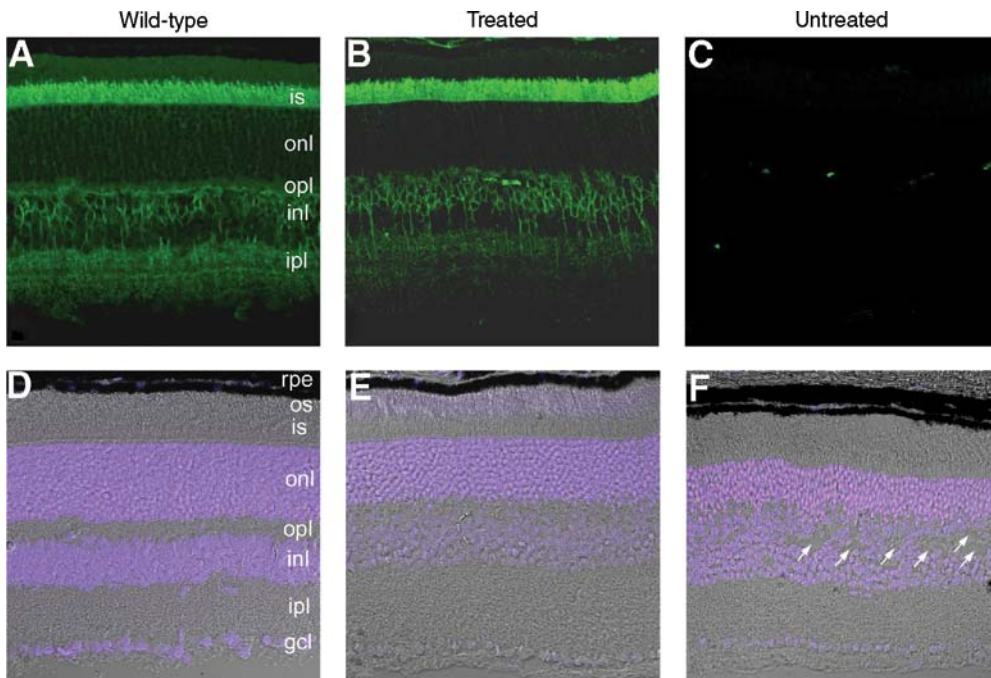 Wild-type
Treated
Untreated
A
is
onl
opl
inl
ipl
B
C
D
rpe
os
is
onl
opl
inl
ipl
gcl
E
F